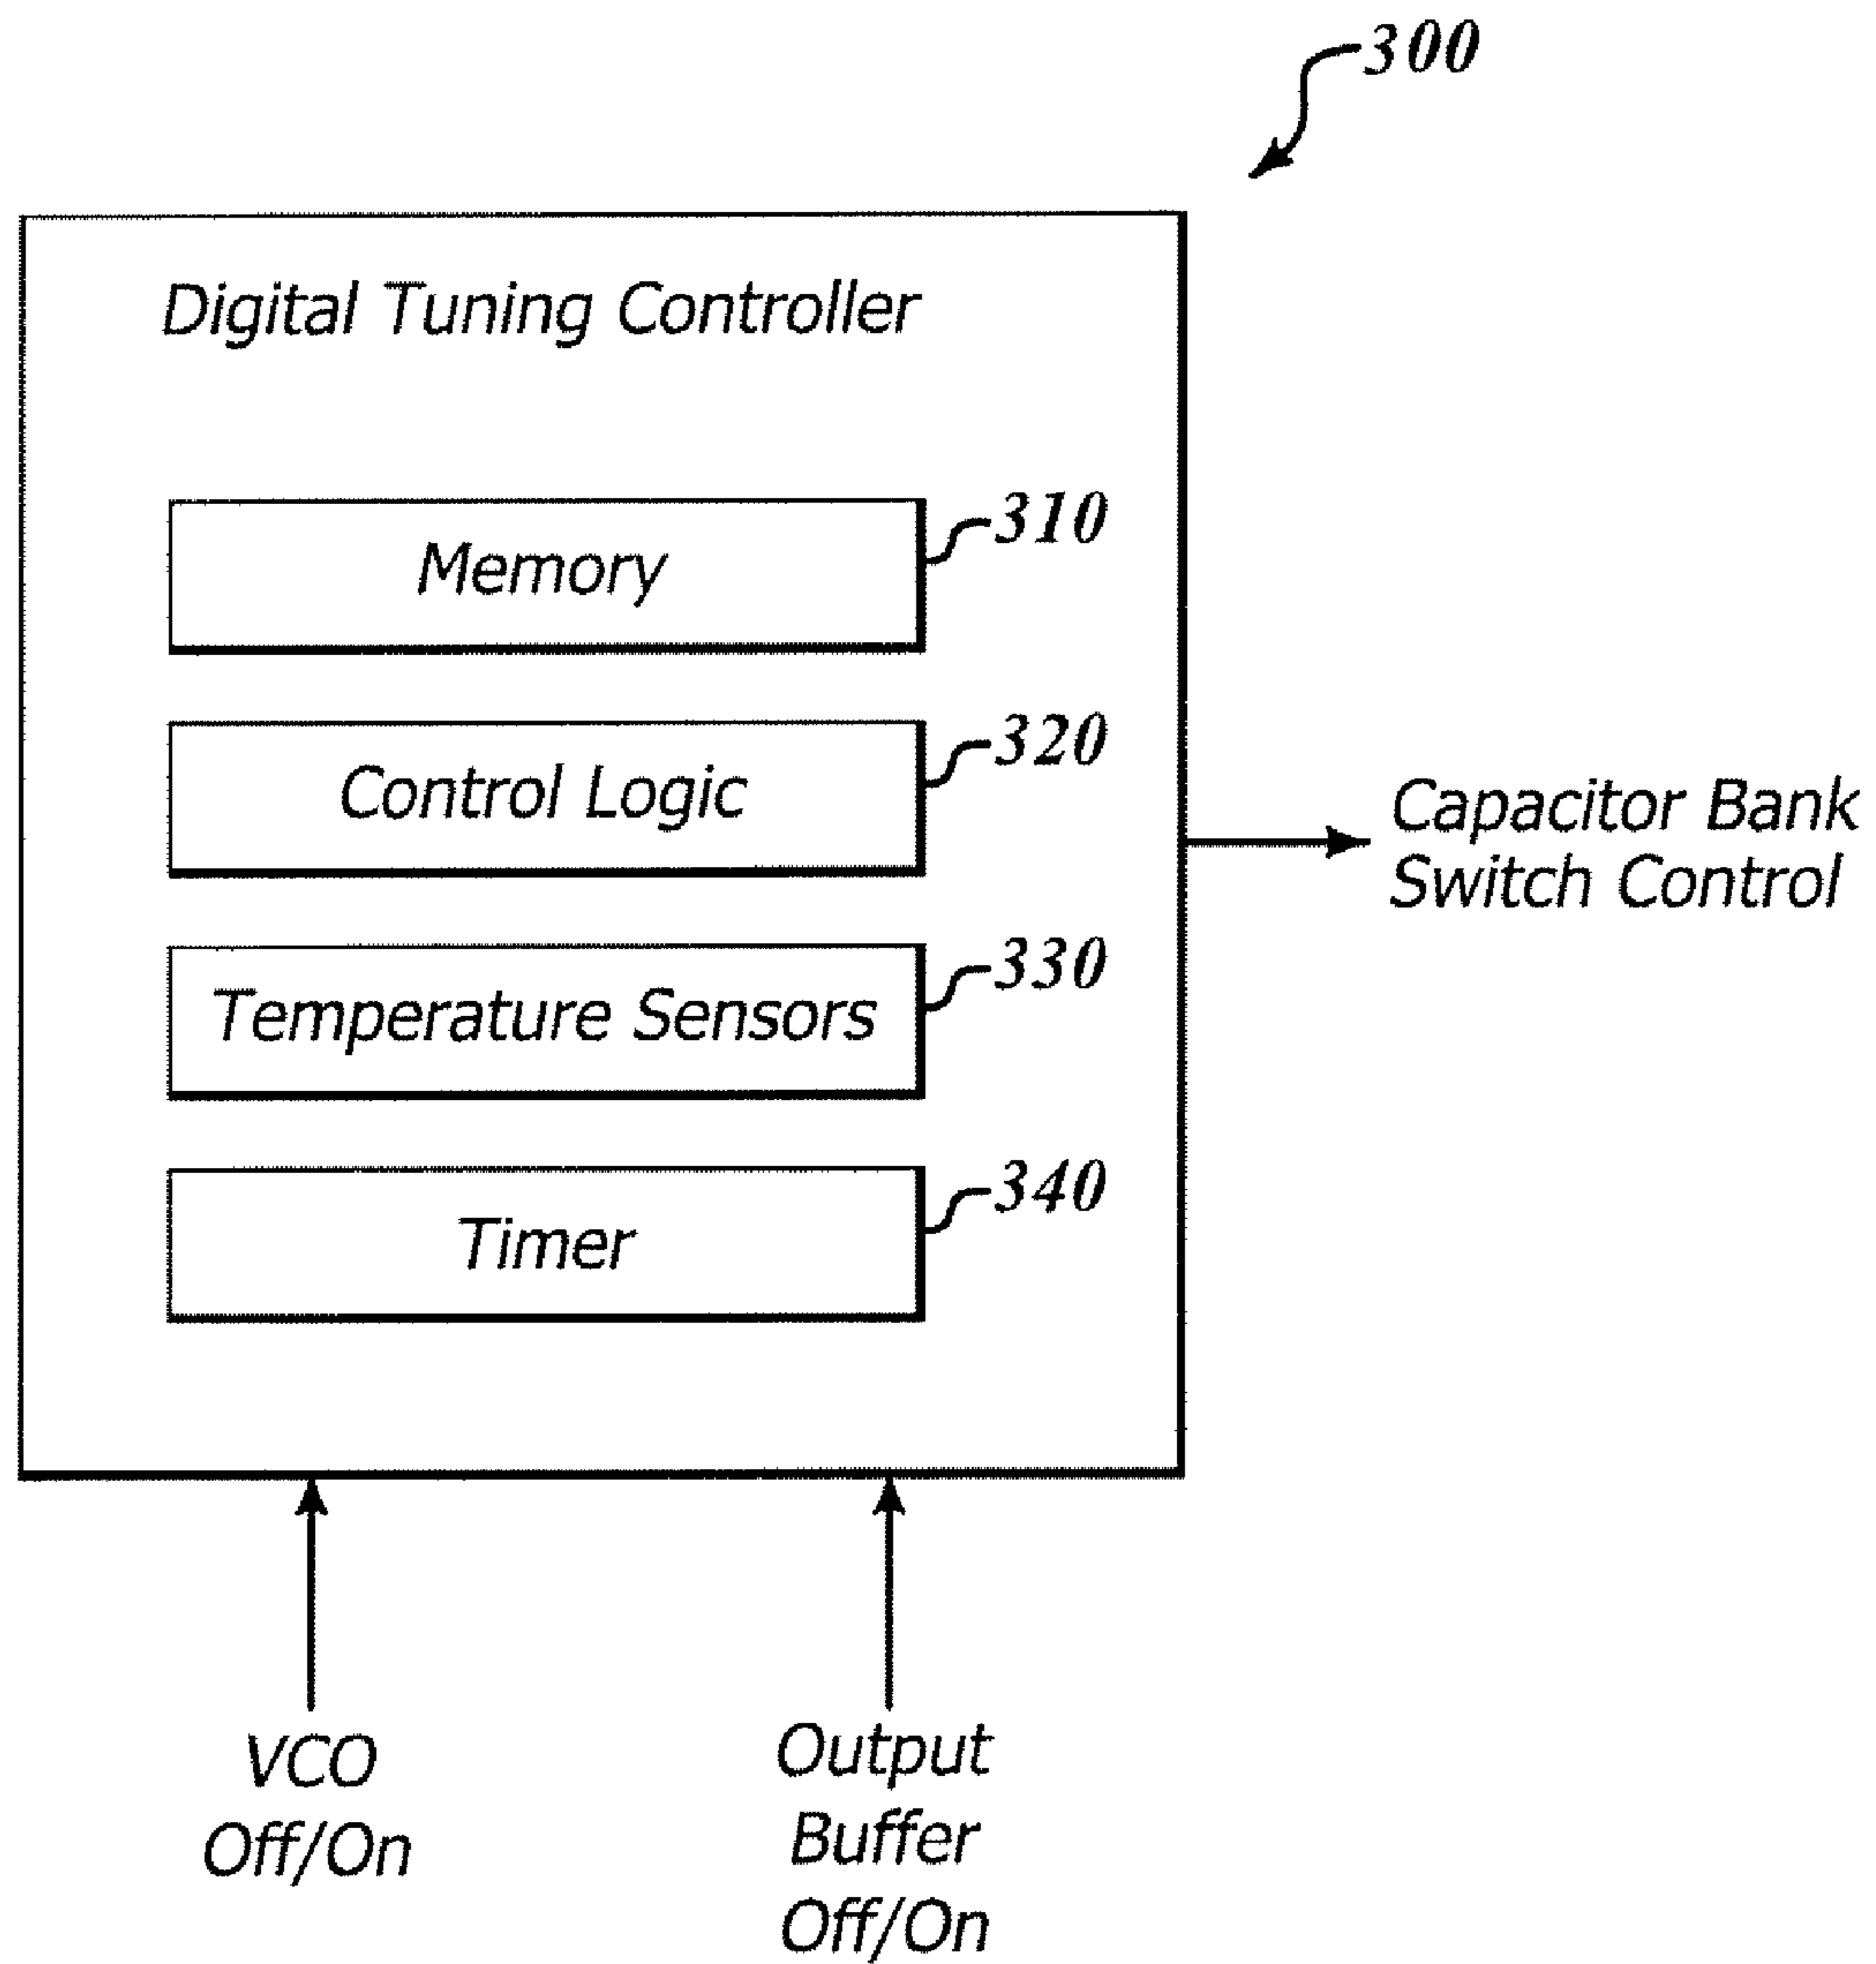 300
Digital Tuning Controller
Memory
310
Control Logic
320
Capacitor Bank
Switch Control
Temperature Sensors
330
Timer
340
VCO
Off/On
Output
Buffer
Off/On